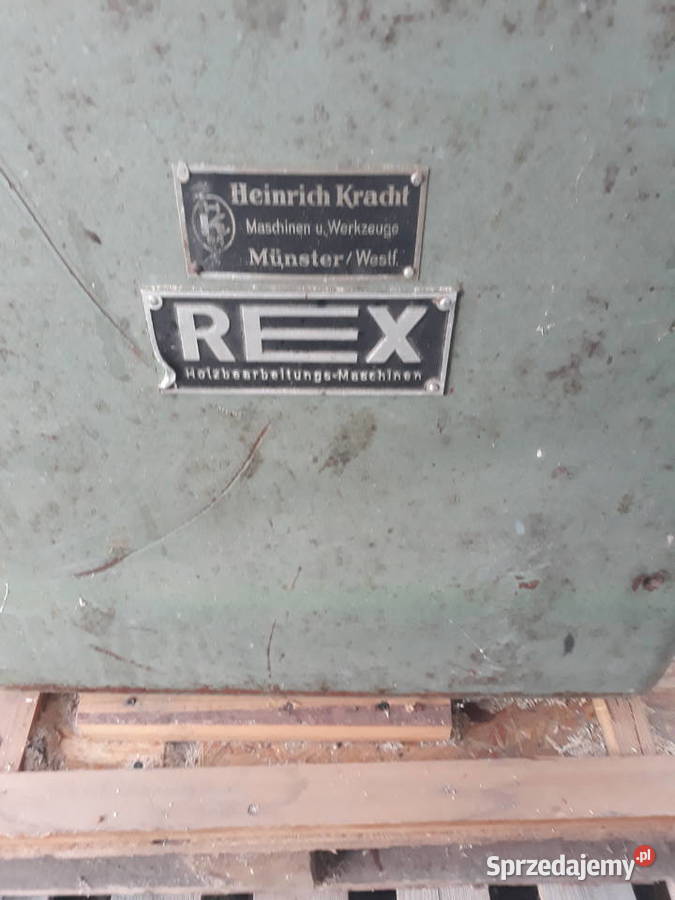 Heinrich Kracht
Maschinen u. Werkzeuge
Münster/Westf.
REX
Holzbearbeitungs-Maschinen
Sprzedajemy.pl